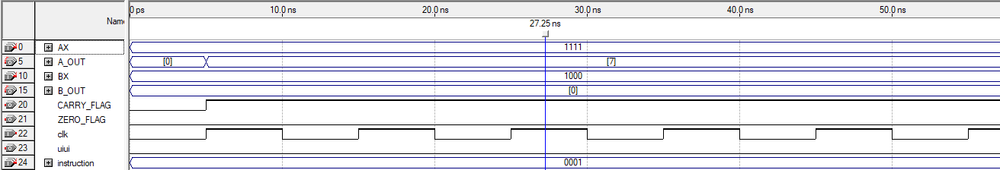 0 ps 10.0 ns 20.0 ns 30.0 ns 40.0 ns 50.0 ns
Name
27.25 ns
0 AX 1111
5 A_OUT [0] [7]
10 BX 1000
15 B_OUT [0]
20 CARRY_FLAG
21 ZERO_FLAG
22 clk
23 uiui
24 instruction 0001